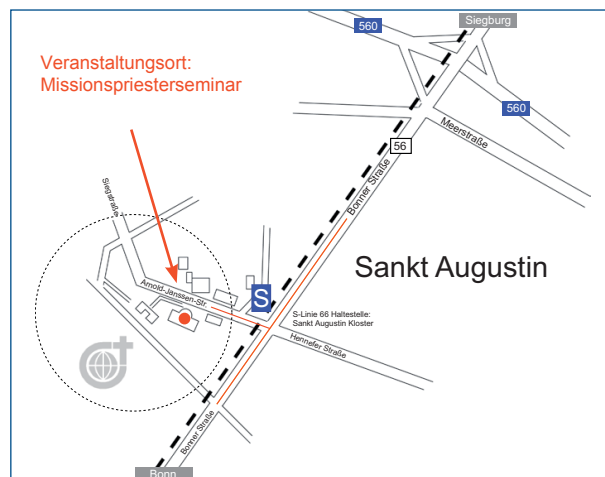 Siegburg
560
560
56
Meerstraße
Bonner Straße
Veranstaltungsort:
Missionspriesterseminar
Siegstraße
Arnold-Janssen-Str.
S
Sankt Augustin
S-Linie 66 Haltestelle:
Sankt Augustin Kloster
Hennefer Straße
Bonner Straße
Bonn